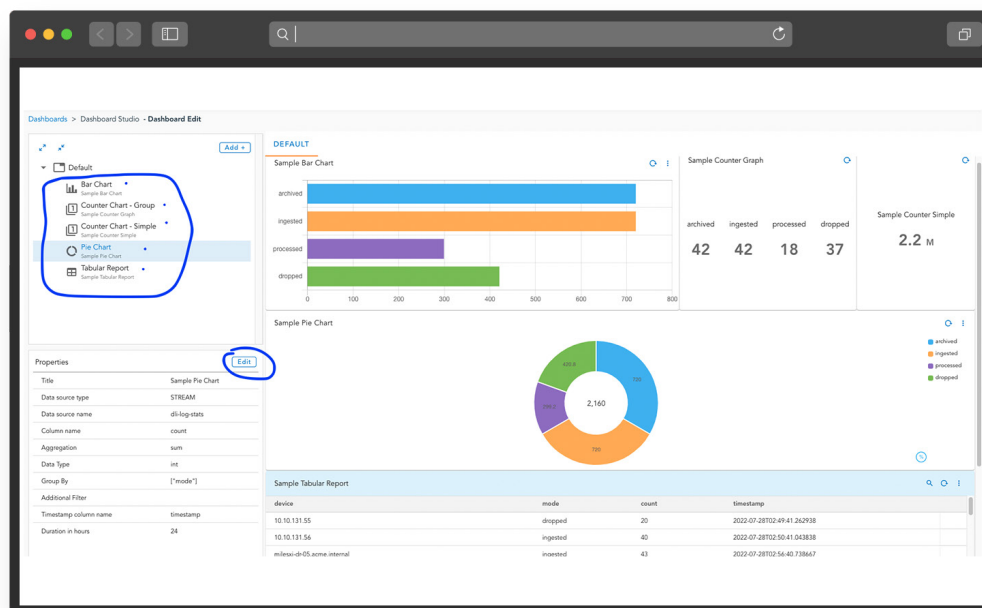 Dashboards > Dashboard Studio - Dashboard Edit
Add +
Default
Bar Chart
Sample Bar Chart
Counter Chart - Group
Sample Counter Graph
Counter Chart - Simple
Sample Counter Simple
Pie Chart
Sample Pie Chart
Tabular Report
Sample Tabular Report
Properties Edit
Title Sample Pie Chart
Data source type STREAM
Data source name dli-log-stats
Column name count
Aggregation sum
Data Type int
Group By ["mode"]
Additional Filter
Timestamp column name timestamp
Duration in hours 24
DEFAULT
Sample Bar Chart
archived
ingested
processed
dropped
0 100 200 300 400 500 600 700 800
Sample Counter Graph
archived ingested processed dropped
42 42 18 37
Sample Counter Simple
2.2 M
Sample Pie Chart
720
720
2,160
archived
ingested
processed
dropped
Sample Tabular Report
device mode count timestamp
10.10.131.55 dropped 20 2022-07-28T02:49:41.262938
10.10.131.56 ingested 40 2022-07-28T02:50:41.043838
milesxi-dr-05.acme.internal ingested 43 2022-07-28T02:56:40.738667